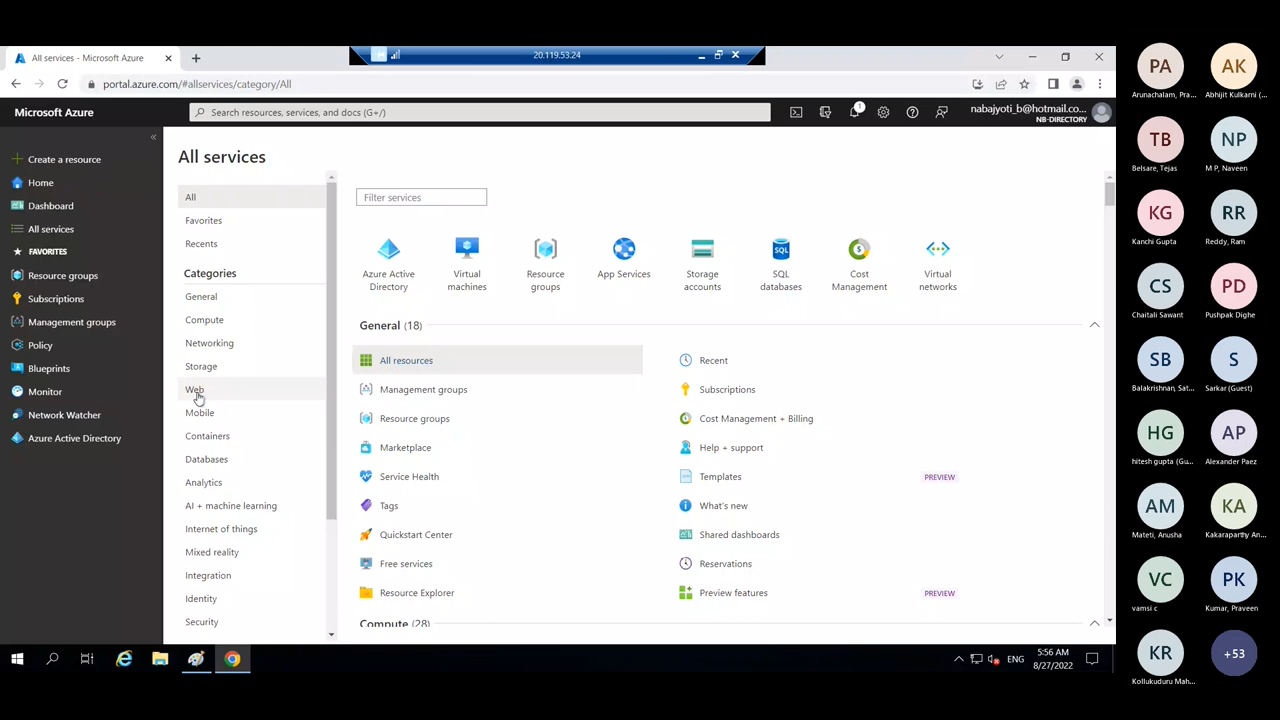 All services - Microsoft Azure
20.119.53.24
portal.azure.com/#allservices/category/All
Microsoft Azure
Search resources, services, and docs (G+/)
1
nabajyoti_b@hotmail.co...
NB-DIRECTORY
Create a resource
Home
Dashboard
All services
FAVORITES
Resource groups
Subscriptions
Management groups
Policy
Blueprints
Monitor
Network Watcher
Azure Active Directory
All services
All
Favorites
Recents
Categories
General
Compute
Networking
Storage
Web
Mobile
Containers
Databases
Analytics
AI + machine learning
Internet of things
Mixed reality
Integration
Identity
Security
Filter services
Azure Active
Directory
Virtual
machines
Resource
groups
App Services
Storage
accounts
SQL
SQL
databases
Cost
Management
Virtual
networks
General (18)
All resources
Recent
Management groups
Subscriptions
Resource groups
Cost Management + Billing
Marketplace
Help + support
Service Health
Templates
PREVIEW
Tags
What's new
Quickstart Center
Shared dashboards
Free services
Reservations
Resource Explorer
Preview features
PREVIEW
Compute (28)
ENG
5:56 AM
8/27/2022
PA
Arunachalam, Pra...
AK
Abhijit Kulkarni (...
TB
Belsare, Tejas
NP
M P, Naveen
KG
Kanchi Gupta
RR
Reddy, Ram
CS
Chaitali Sawant
PD
Pushpak Dighe
SB
Balakrishnan, Sat...
S
Sarkar (Guest)
HG
hitesh gupta (Gu...
AP
Alexander Paez
AM
Mateti, Anusha
KA
Kakaraparthy An...
VC
vamsi c
PK
Kumar, Praveen
KR
Kollukuduru Mah...
+53